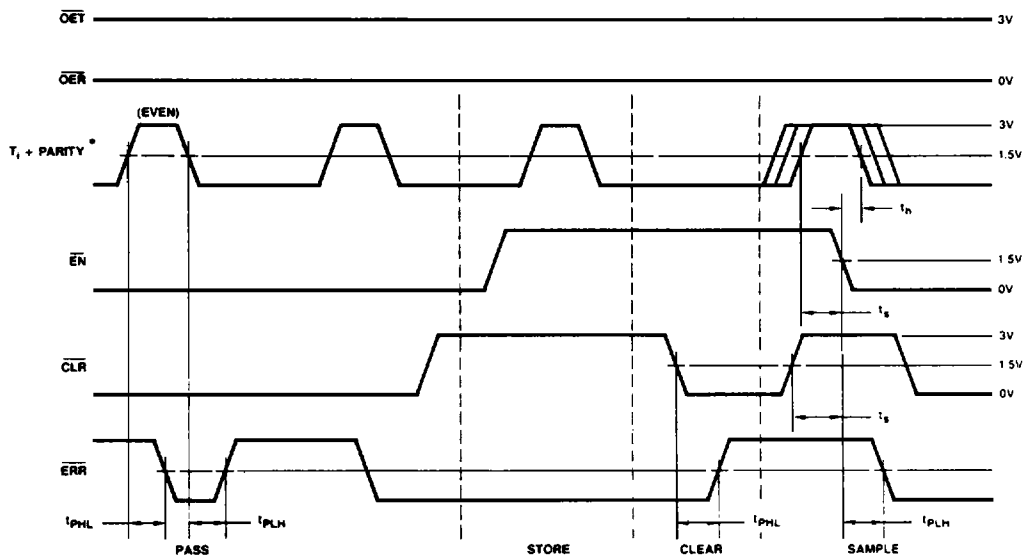 OET
3V
OER
0V
(EVEN)
3V
Ti + PARITY *
1.5V
th
EN
1.5V
0V
ts
3V
CLR
1.5V
0V
ts
ERR
tPHL
tPLH
tPHL
tPLH
PASS
STORE
CLEAR
SAMPLE